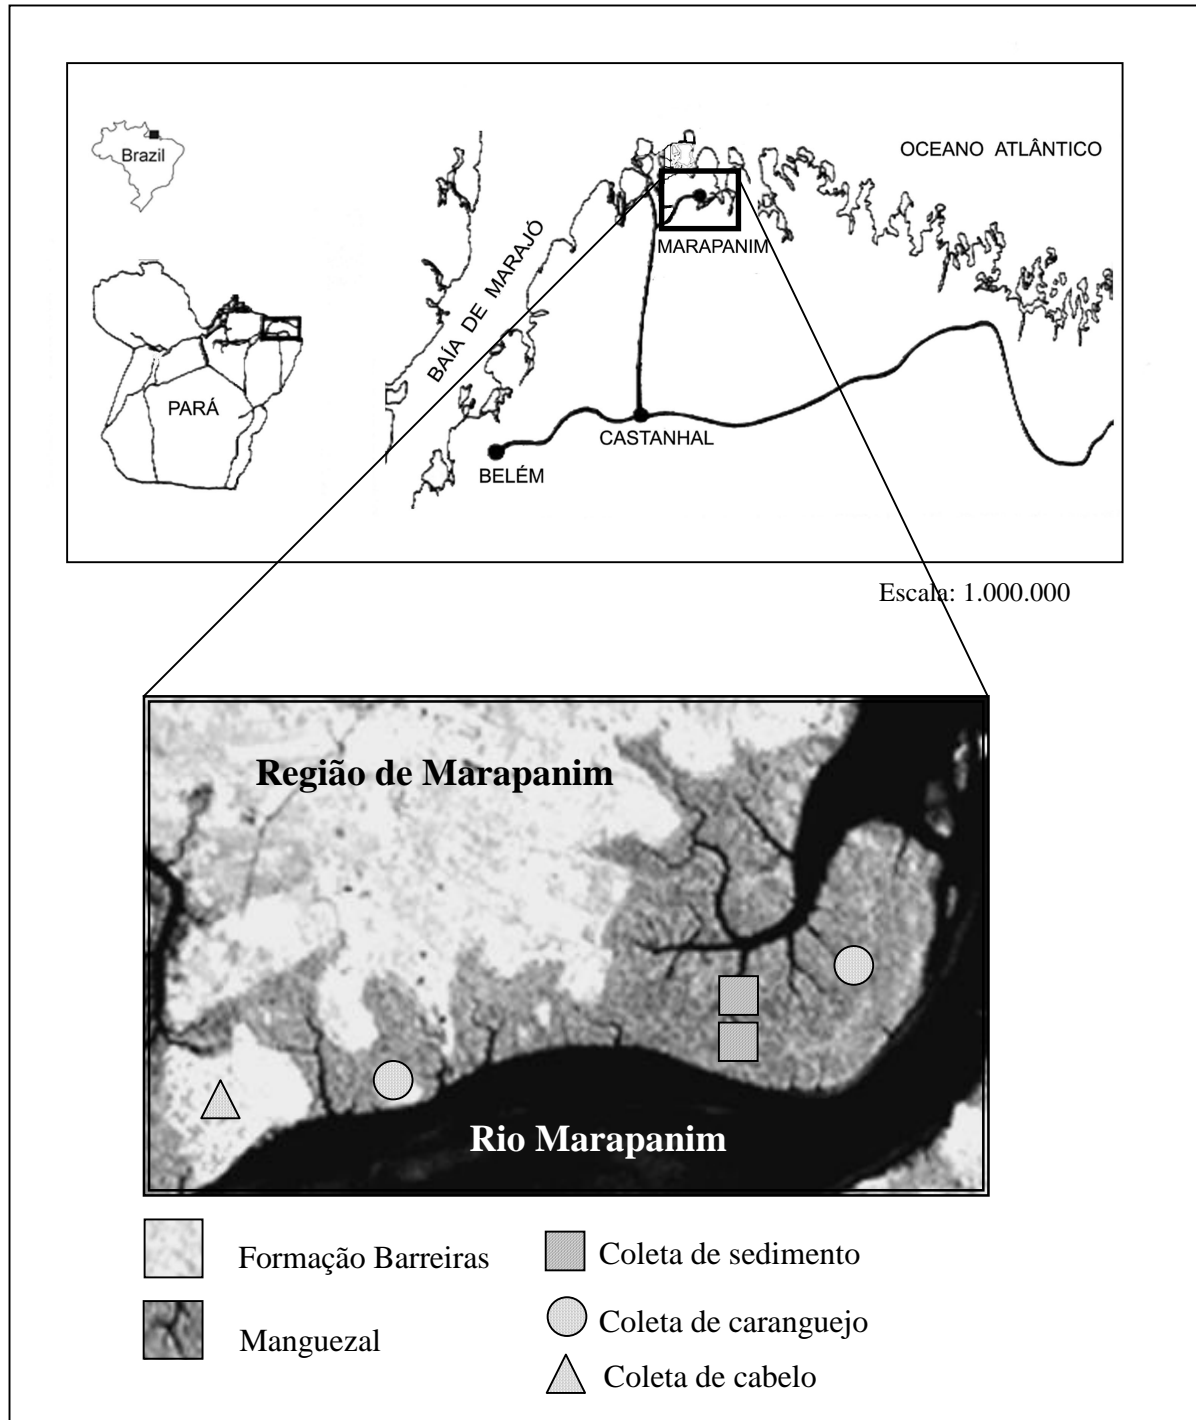 Brazil
OCEANO ATLÂNTICO
MARAPANIM
BAÍA DE MARAJÓ
PARÁ
CASTANHAL
BELÉM
Escala: 1.000.000
Região de Marapanim
Rio Marapanim
Formação Barreiras
Coleta de sedimento
Manguezal
Coleta de caranguejo
Coleta de cabelo